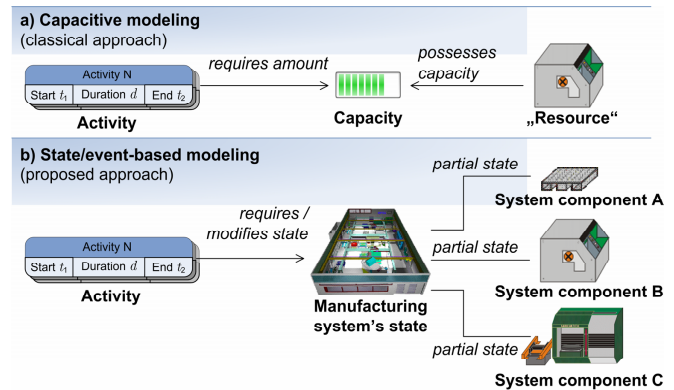 a) Capacitive modeling
(classical approach)
Activity N
Start t₁ Duration d End t₂
Activity
requires amount
Capacity
possesses
capacity
„Resource“
b) State/event-based modeling
(proposed approach)
Activity N
Start t₁ Duration d End t₂
Activity
requires /
modifies state
Manufacturing
system's state
partial state
System component A
partial state
System component B
partial state
System component C